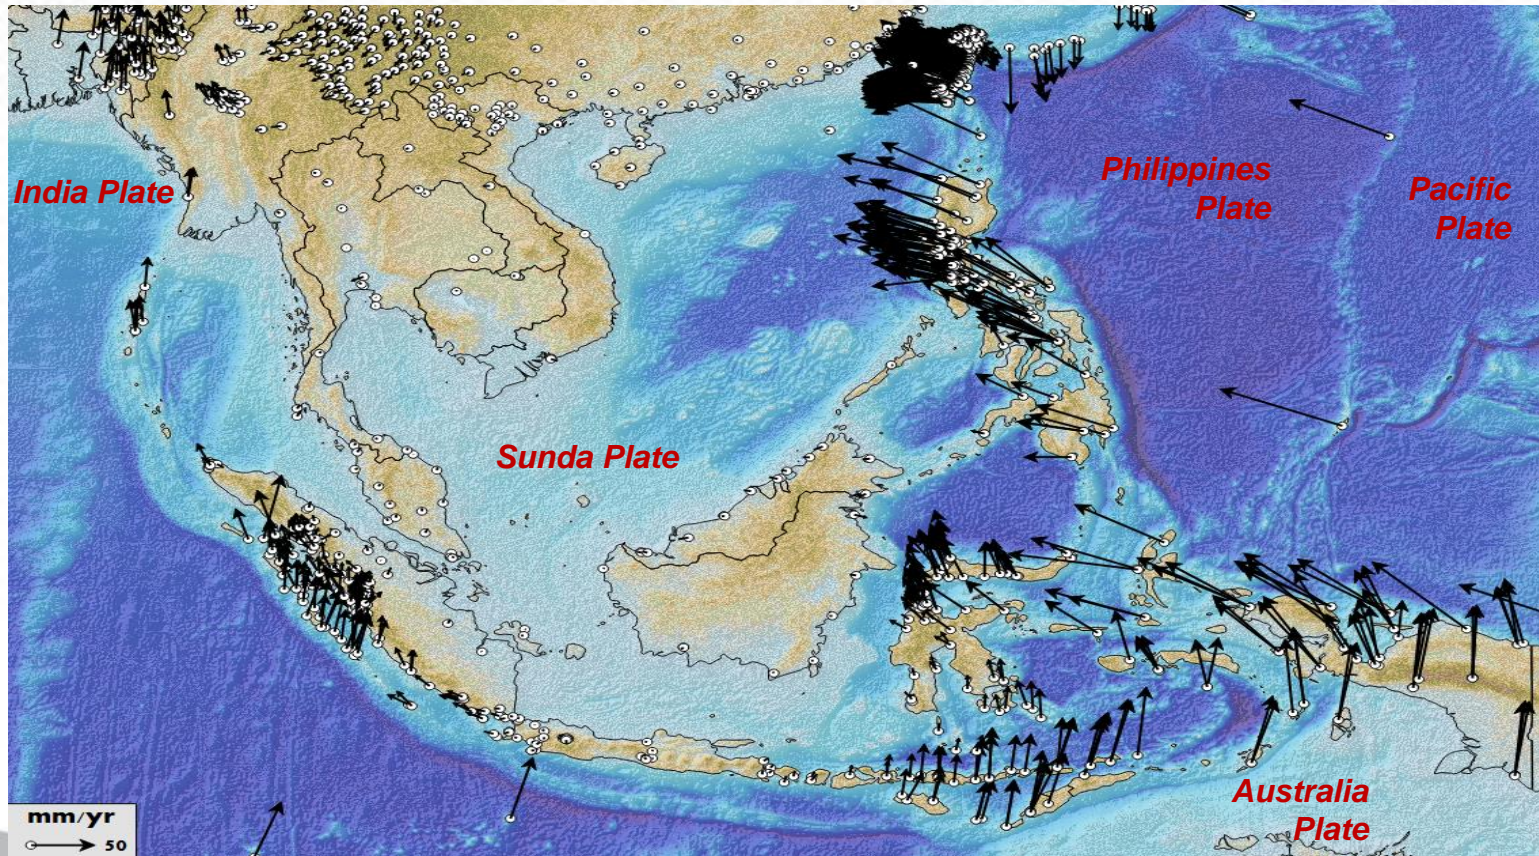 India Plate
Philippines
Plate
Pacific
Plate
Sunda Plate
Australia
Plate
mm/yr
50